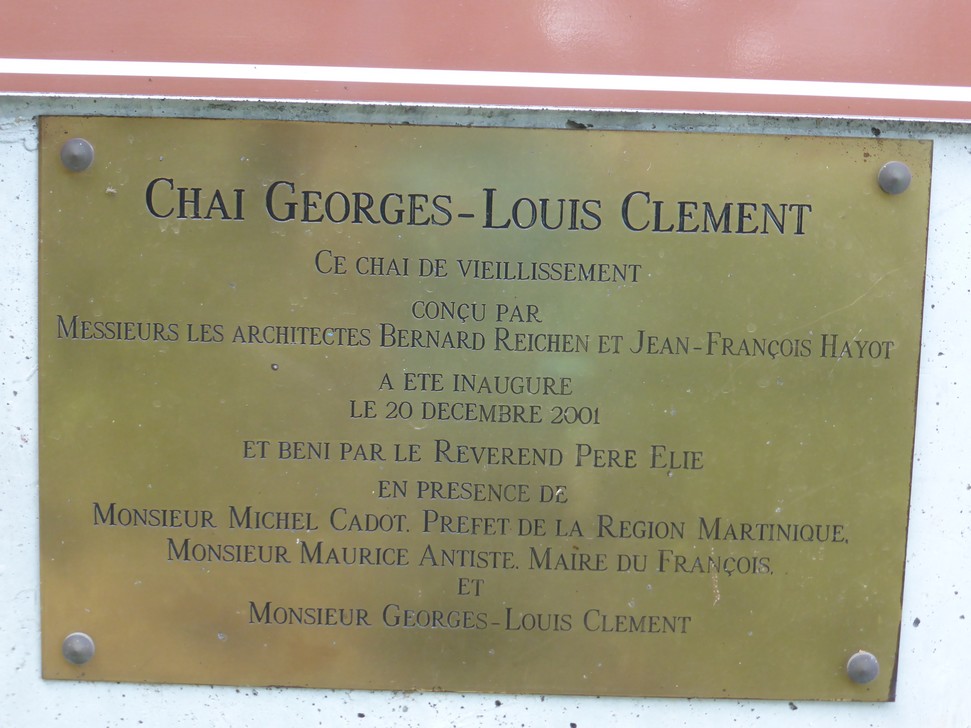 CHAI GEORGES-LOUIS CLEMENT
CE CHAI DE VIEILLISSEMENT
CONÇU PAR
MESSIEURS LES ARCHITECTES BERNARD REICHEN ET JEAN-FRANÇOIS HAYOT
A ETE INAUGURE
LE 20 DECEMBRE 2001
ET BENI PAR LE REVEREND PERE ELIE
EN PRESENCE DE
MONSIEUR MICHEL CADOT. PREFET DE LA REGION MARTINIQUE,
MONSIEUR MAURICE ANTISTE. MAIRE DU FRANÇOIS,
ET
MONSIEUR GEORGES-LOUIS CLEMENT